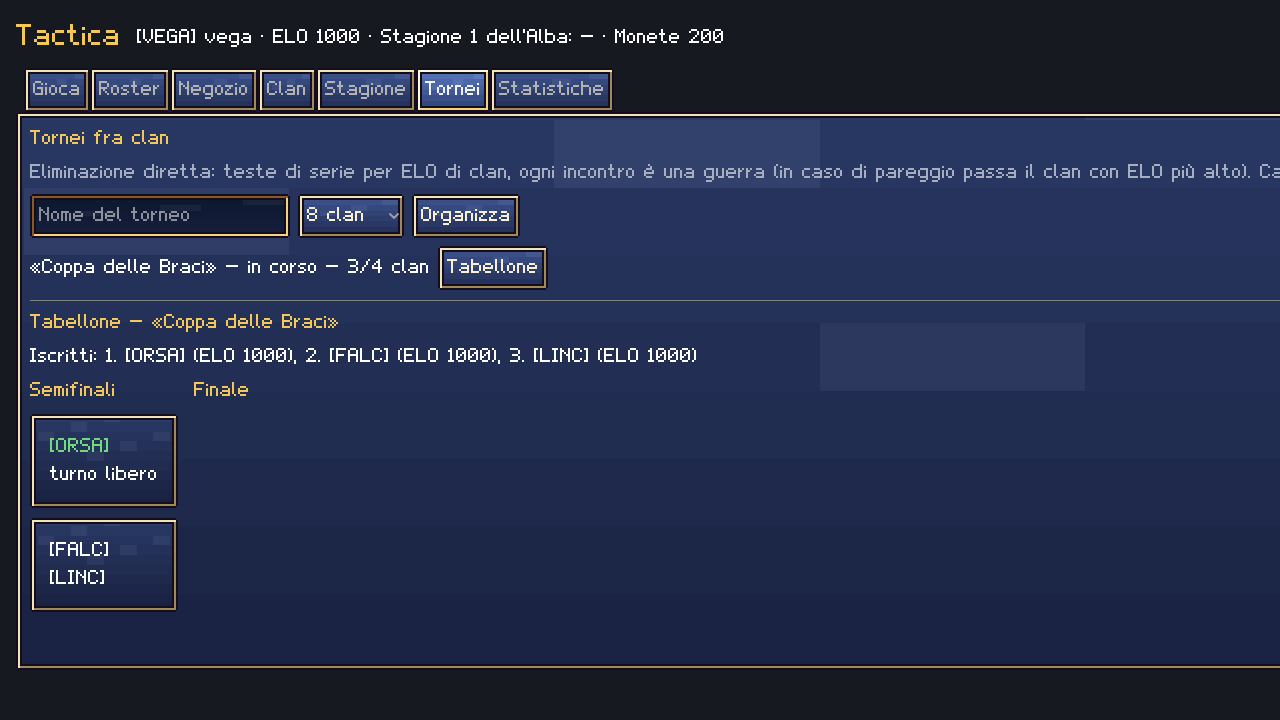 Tactica [VEGA] vega · ELO 1000 · Stagione 1 dell'Alba: — · Monete 200
Gioca Roster Negozio Clan Stagione Tornei Statistiche
Tornei fra clan
Eliminazione diretta: teste di serie per ELO di clan, ogni incontro è una guerra (in caso di pareggio passa il clan con ELO più alto). Ca
Nome del torneo 8 clan Organizza
«Coppa delle Braci» — in corso — 3/4 clan Tabellone
Tabellone — «Coppa delle Braci»
Iscritti: 1. [ORSA] (ELO 1000), 2. [FALC] (ELO 1000), 3. [LINC] (ELO 1000)
Semifinali Finale
[ORSA]
turno libero
[FALC]
[LINC]